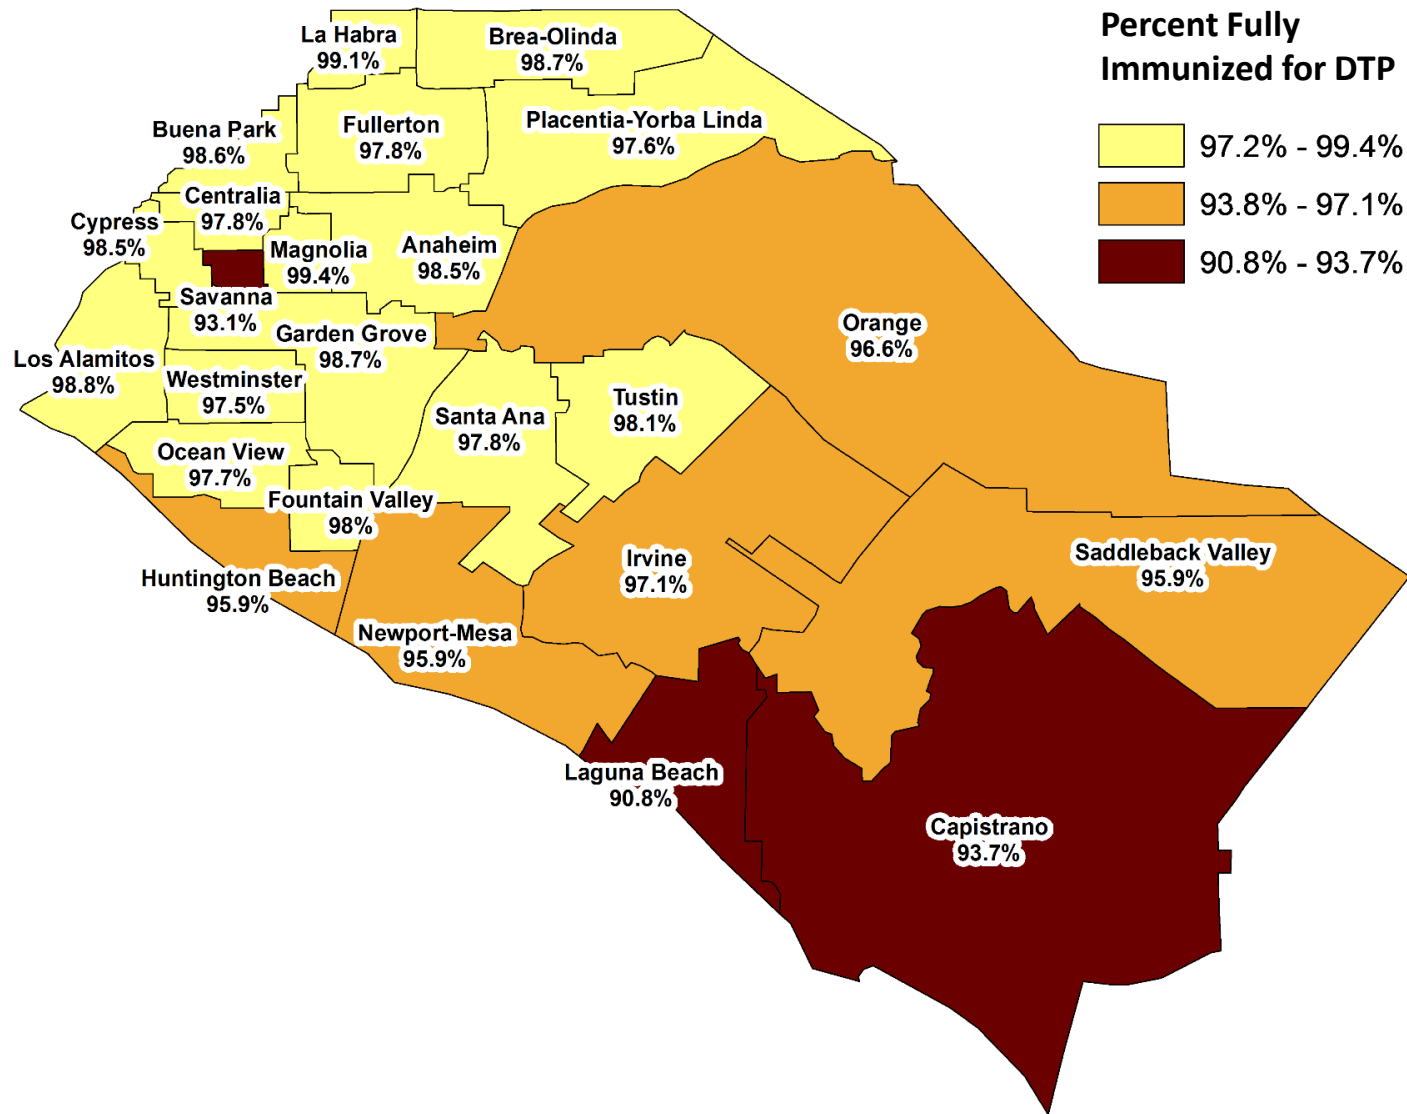 Percent Fully
Immunized for DTP
97.2% - 99.4%
93.8% - 97.1%
90.8% - 93.7%
La Habra
99.1%
Brea-Olinda
98.7%
Buena Park
98.6%
Fullerton
97.8%
Placentia-Yorba Linda
97.6%
Centralia
97.8%
Cypress
98.5%
Magnolia
99.4%
Anaheim
98.5%
Savanna
93.1%
Garden Grove
98.7%
Orange
96.6%
Los Alamitos
98.8%
Westminster
97.5%
Santa Ana
97.8%
Tustin
98.1%
Ocean View
97.7%
Fountain Valley
98%
Huntington Beach
95.9%
Irvine
97.1%
Saddleback Valley
95.9%
Newport-Mesa
95.9%
Laguna Beach
90.8%
Capistrano
93.7%